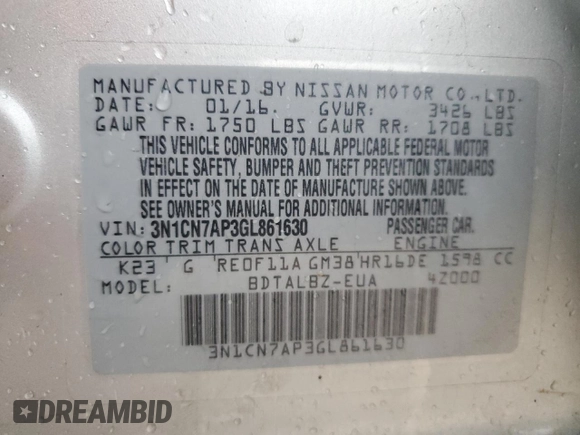 MANUFACTURED BY NISSAN MOTOR CO., LTD.
DATE: 01/16. GVWR: 3426 LBS
GAWR FR: 1750 LBS GAWR RR: 1708 LBS
THIS VEHICLE CONFORMS TO ALL APPLICABLE FEDERAL MOTOR
VEHICLE SAFETY, BUMPER AND THEFT PREVENTION STANDARDS
IN EFFECT ON THE DATE OF MANUFACTURE SHOWN ABOVE.
SEE OWNER'S MANUAL FOR ADDITIONAL INFORMATION.
VIN: 3N1CN7AP3GL861630 PASSENGER CAR.
COLOR TRIM TRANS AXLE ENGINE
K23 G RE0F11A GM38 HR16DE 1598 CC
MODEL: BDTALBZ-EUA 4Z000
3N1CN7AP3GL861630
DREAMBID